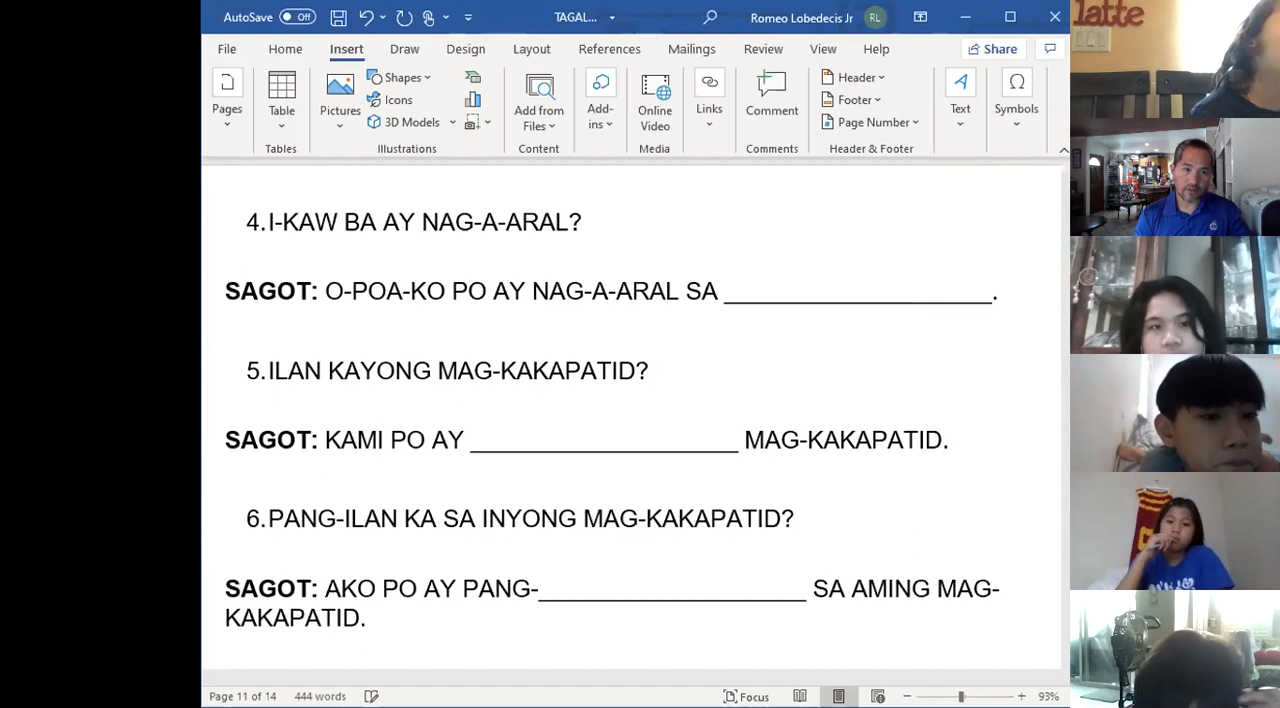 AutoSave Off TAGAL... Romeo Lobedecis Jr RL
latte
File Home Insert Draw Design Layout References Mailings Review View Help Share
Pages Table Pictures Shapes Icons 3D Models Add from Files Add-ins Online Video Links Comment Header Footer Page Number Text Symbols
Tables Illustrations Content Media Comments Header & Footer
4. I-KAW BA AY NAG-A-ARAL?
SAGOT: O-POA-KO PO AY NAG-A-ARAL SA ____________________.
5. ILAN KAYONG MAG-KAKAPATID?
SAGOT: KAMI PO AY ____________________ MAG-KAKAPATID.
6. PANG-ILAN KA SA INYONG MAG-KAKAPATID?
SAGOT: AKO PO AY PANG-____________________ SA AMING MAG-
KAKAPATID.
Page 11 of 14 444 words Focus 93%